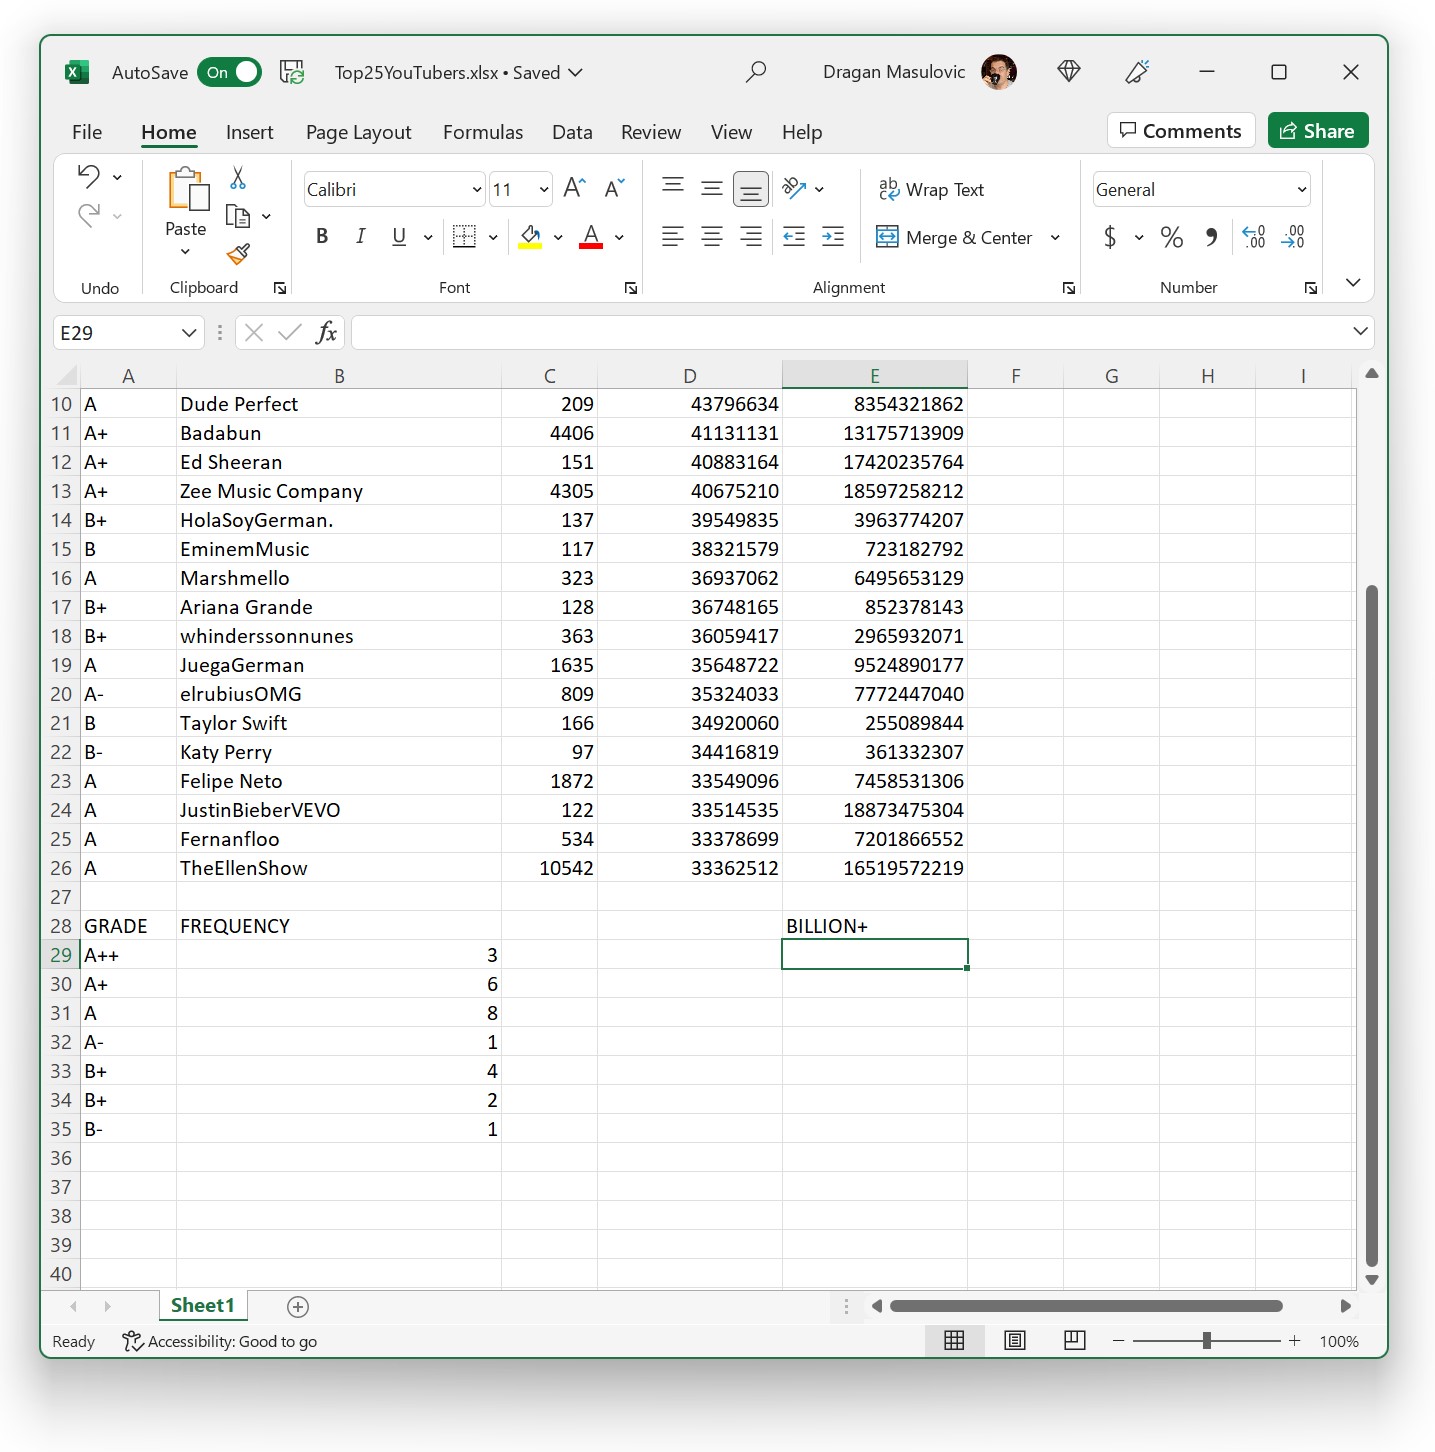 AutoSave On Top25YouTubers.xlsx • Saved Dragan Masulovic
File Home Insert Page Layout Formulas Data Review View Help Comments Share
Paste Calibri 11 Wrap Text General
B I U A Merge & Center $ % 9 .00 .00
Undo Clipboard Font Alignment Number
E29 fx
A B C D E F G H I
10 A Dude Perfect 209 43796634 8354321862
11 A+ Badabun 4406 41131131 13175713909
12 A+ Ed Sheeran 151 40883164 17420235764
13 A+ Zee Music Company 4305 40675210 18597258212
14 B+ HolaSoyGerman. 137 39549835 3963774207
15 B EminemMusic 117 38321579 723182792
16 A Marshmello 323 36937062 6495653129
17 B+ Ariana Grande 128 36748165 852378143
18 B+ whinderssonnunes 363 36059417 2965932071
19 A JuegaGerman 1635 35648722 9524890177
20 A- elrubiusOMG 809 35324033 7772447040
21 B Taylor Swift 166 34920060 255089844
22 B- Katy Perry 97 34416819 361332307
23 A Felipe Neto 1872 33549096 7458531306
24 A JustinBieberVEVO 122 33514535 18873475304
25 A Fernanfloo 534 33378699 7201866552
26 A TheEllenShow 10542 33362512 16519572219
27
28 GRADE FREQUENCY BILLION+
29 A++ 3
30 A+ 6
31 A 8
32 A- 1
33 B+ 4
34 B+ 2
35 B- 1
36
37
38
39
40
Sheet1
Ready Accessibility: Good to go 100%